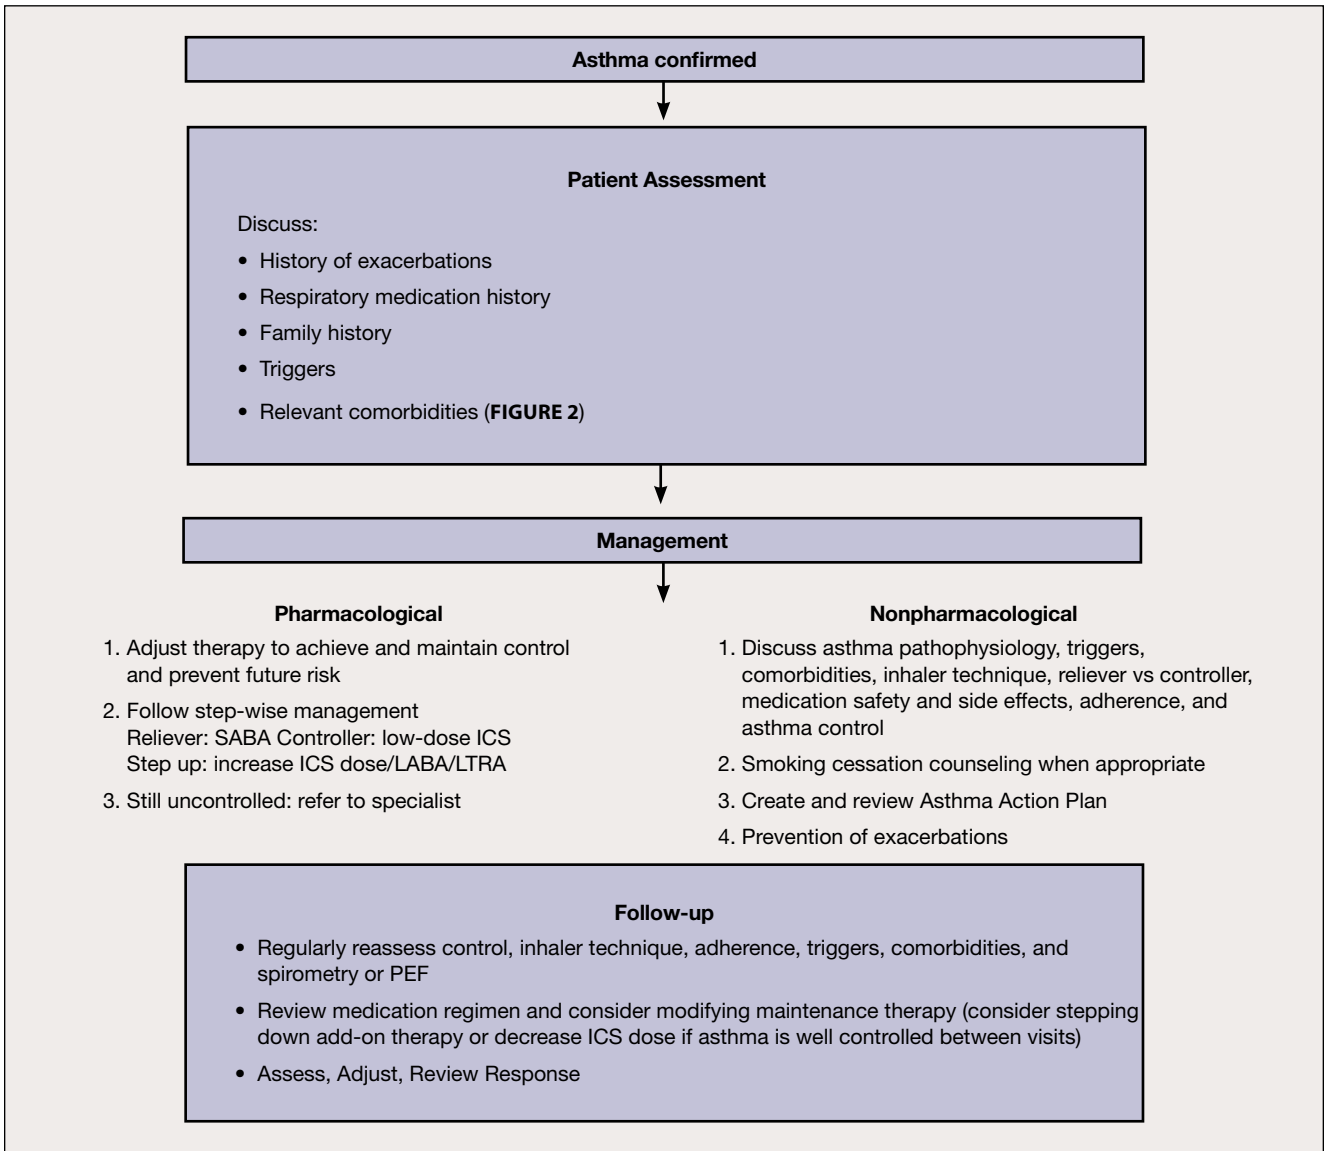 Asthma confirmed
Patient Assessment
Discuss:
• History of exacerbations
• Respiratory medication history
• Family history
• Triggers
• Relevant comorbidities (FIGURE 2)
Management
Pharmacological
1. Adjust therapy to achieve and maintain control
and prevent future risk
2. Follow step-wise management
Reliever: SABA Controller: low-dose ICS
Step up: increase ICS dose/LABA/LTRA
3. Still uncontrolled: refer to specialist
Nonpharmacological
1. Discuss asthma pathophysiology, triggers,
comorbidities, inhaler technique, reliever vs controller,
medication safety and side effects, adherence, and
asthma control
2. Smoking cessation counseling when appropriate
3. Create and review Asthma Action Plan
4. Prevention of exacerbations
Follow-up
• Regularly reassess control, inhaler technique, adherence, triggers, comorbidities, and
spirometry or PEF
• Review medication regimen and consider modifying maintenance therapy (consider stepping
down add-on therapy or decrease ICS dose if asthma is well controlled between visits)
• Assess, Adjust, Review Response